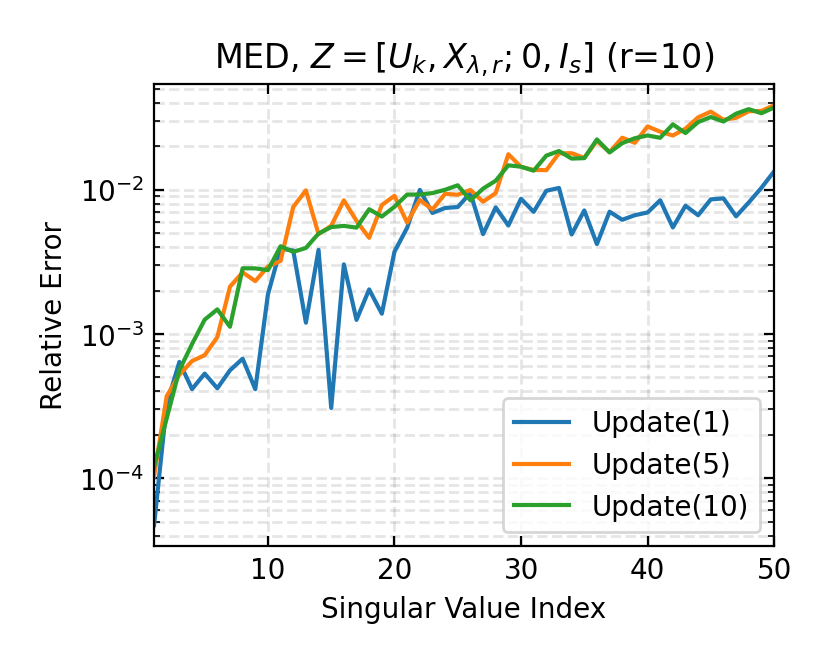 MED, $Z = [U_k, X_{\lambda,r}; 0, I_s]$ (r=10)
Relative Error
10⁻²
10⁻³
10⁻⁴
Update(1)
Update(5)
Update(10)
10 20 30 40 50
Singular Value Index